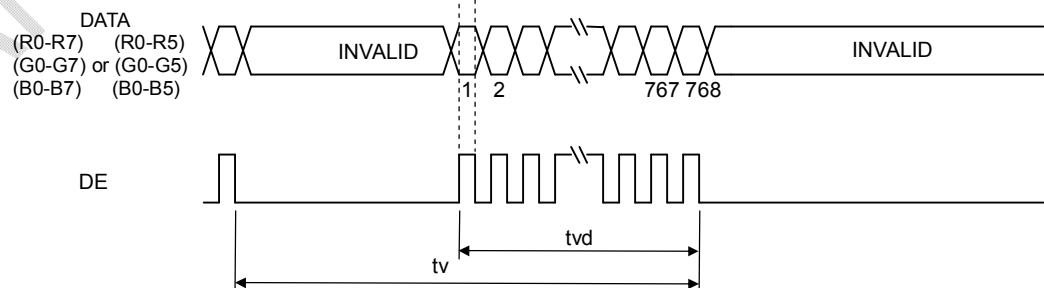 DATA
(R0-R7) (R0-R5)
(G0-G7) or (G0-G5)
(B0-B7) (B0-B5)
INVALID
INVALID
1 2 767 768
DE
tvd
tv